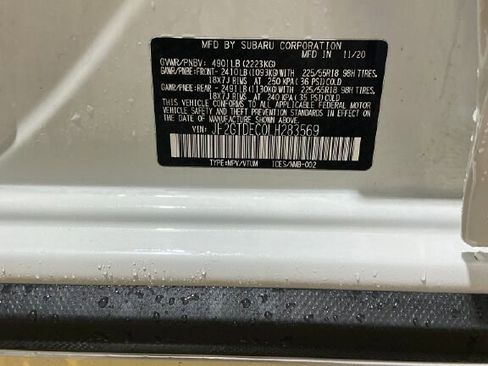 MFD BY SUBARU CORPORATION
MADE IN 11/20
GVWR/PNBV: 4901LB(2223KG)
GAWR/PNBE:FRONT- 2410LB(1093KG)WITH 225/55R18 98H TIRES,
18X7J RIMS AT 250 KPA(36 PSI)COLD
GAWR/PNBE:REAR - 2491LB(1130KG)WITH 225/55R18 98H TIRES,
18X7J RIMS AT 240 KPA(35 PSI)COLD
THIS VEHICLE CONFORMS TO ALL APPLICABLE FEDERAL MOTOR
VEHICLE SAFETY AND THEFT PREVENTION STANDARDS IN EFFECT
ON THE DATE OF MANUFACTURE SHOWN ABOVE.
VIN:JF2GTDEC0LH283569
TYPE:MPV/VTUM ICES/NMB-002